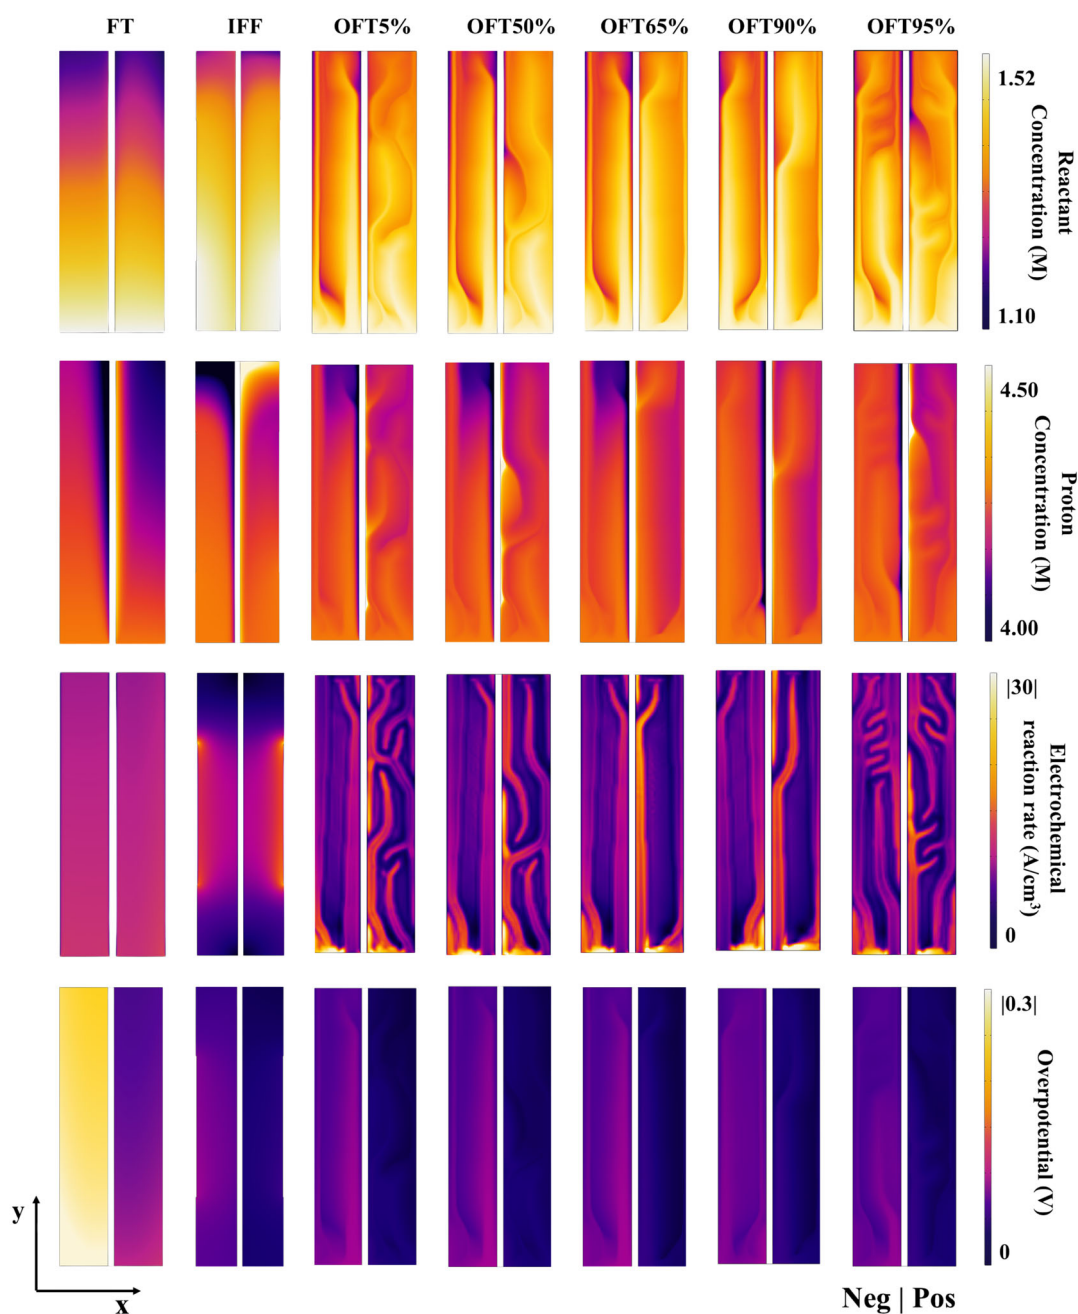 FT IFF OFT5% OFT50% OFT65% OFT90% OFT95%
1.52
1.10
Reactant
Concentration (M)
4.50
4.00
Proton
Concentration (M)
|30|
0
Electrochemical
reaction rate (A/cm³)
|0.3|
0
Overpotential (V)
y
x
Neg | Pos